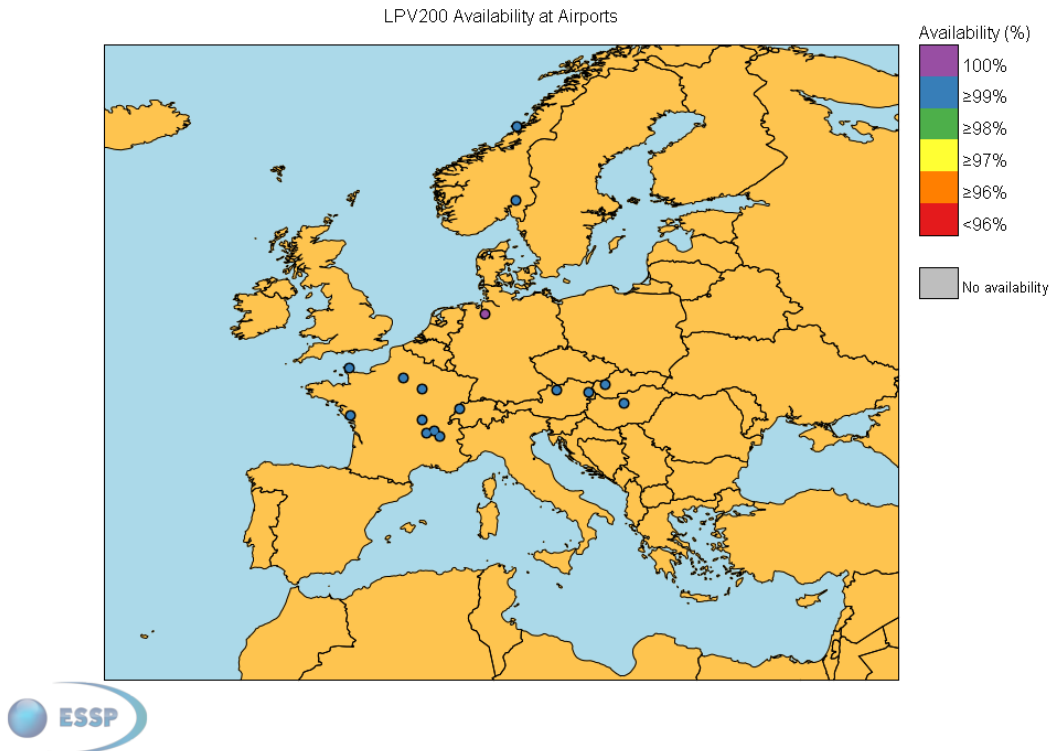 LPV200 Availability at Airports
Availability (%)
100%
≥99%
≥98%
≥97%
≥96%
<96%
No availability
ESSP